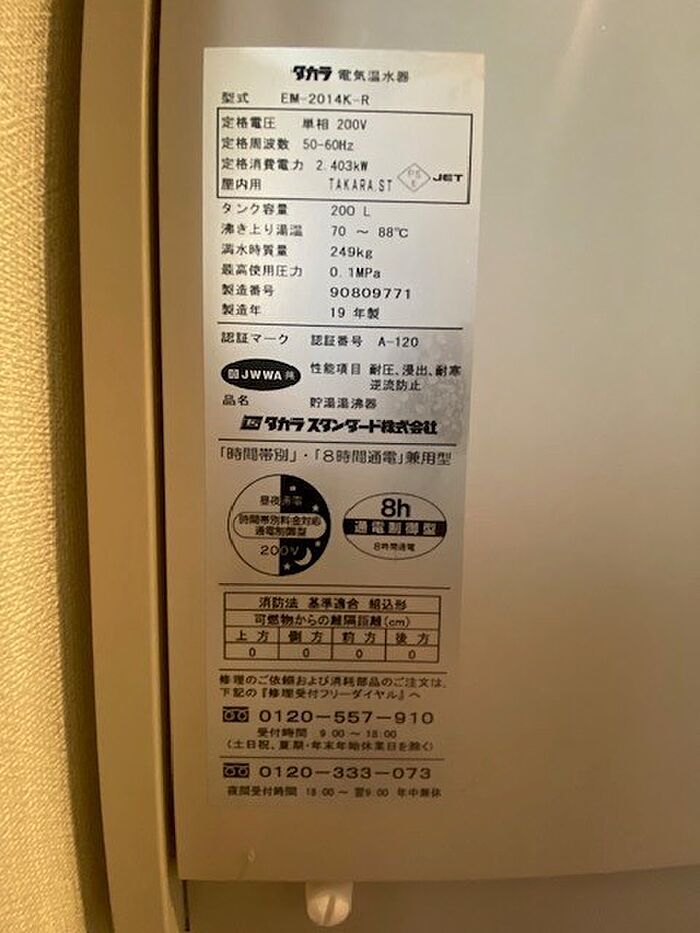 タカラ 電気温水器
型式 EM-2014K-R
定格電圧 単相 200V
定格周波数 50-60Hz
定格消費電力 2.403kW
屋内用 TAKARA.ST
PS
E
JET
タンク容量 200 L
沸き上り湯温 70 ～ 88℃
満水時質量 249kg
最高使用圧力 0.1MPa
製造番号 90809771
製造年 19 年製
認証マーク 認証番号 A-120
JWWA
性能項目 耐圧、浸出、耐寒
逆流防止
品名 貯湯湯沸器
タカラスタンダード株式会社
「時間帯別」・「8時間通電」兼用型
時間帯別料金対応
通電制御型
200V
8h
通電制御型
8時間通電
消防法 基準適合 組込形
可燃物からの離隔距離(cm)
上方 側方 前方 後方
0 0 0 0
修理のご依頼および消耗部品のご注文は、
下記の『修理受付フリーダイヤル』へ
0120-557-910
受付時間 9:00 ～ 18:00
(土日祝、夏期・年末年始休業日を除く)
0120-333-073
夜間受付時間 18:00 ～ 翌9:00 年中無休